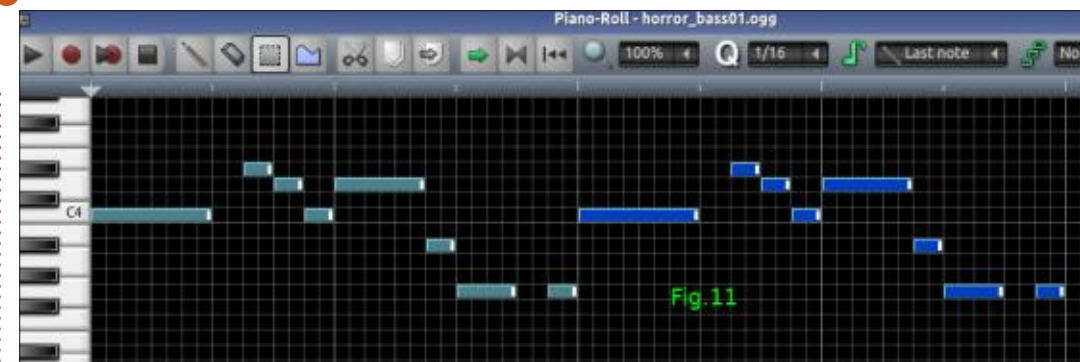 Piano-Roll - horror_bass01.ogg
100% Q 1/16 Last note No
C4
Fig.11